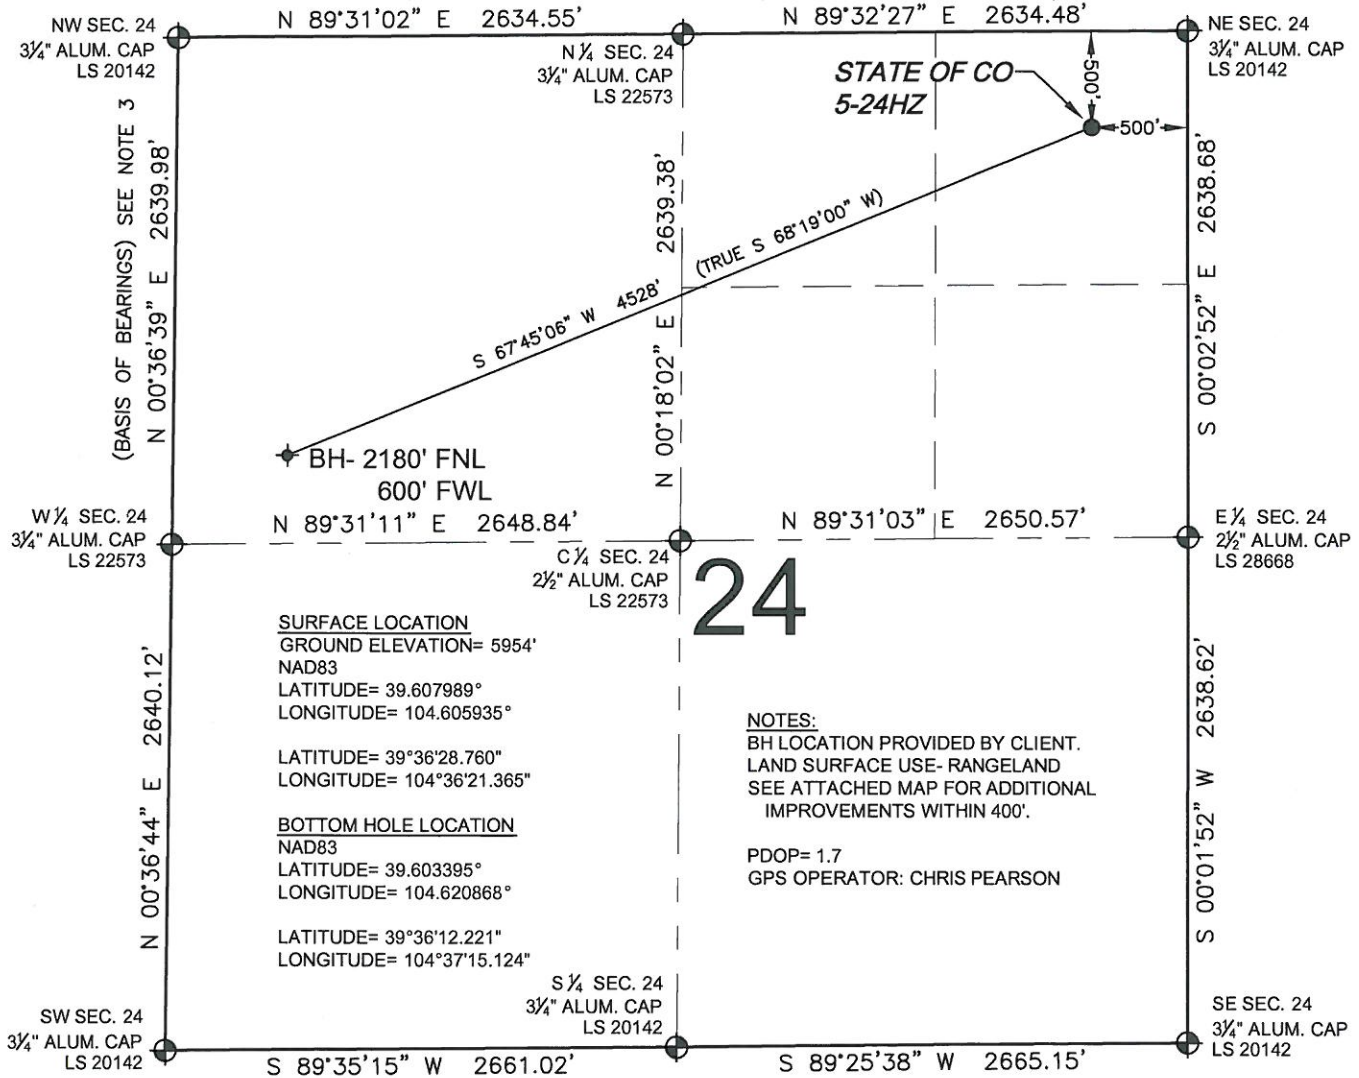 N 89°31'02" E 2634.55'
N 89°32'27" E 2634.48'
NW SEC. 24
3¼" ALUM. CAP
LS 20142
N ¼ SEC. 24
3¼" ALUM. CAP
LS 22573
NE SEC. 24
3¼" ALUM. CAP
LS 20142
STATE OF CO
5-24HZ
500'
500'
(BASIS OF BEARINGS) SEE NOTE 3
N 00°36'39" E 2639.98'
N 00°18'02" E 2639.38'
S 00°02'52" E 2638.68'
(TRUE S 68°19'00" W)
S 67°45'06" W 4528'
BH- 2180' FNL
600' FWL
W ¼ SEC. 24
3¼" ALUM. CAP
LS 22573
N 89°31'11" E 2648.84'
N 89°31'03" E 2650.57'
E ¼ SEC. 24
2½" ALUM. CAP
LS 28668
C ¼ SEC. 24
2½" ALUM. CAP
LS 22573
24
SURFACE LOCATION
GROUND ELEVATION= 5954'
NAD83
LATITUDE= 39.607989°
LONGITUDE= 104.605935°
LATITUDE= 39°36'28.760"
LONGITUDE= 104°36'21.365"
BOTTOM HOLE LOCATION
NAD83
LATITUDE= 39.603395°
LONGITUDE= 104.620868°
LATITUDE= 39°36'12.221"
LONGITUDE= 104°37'15.124"
NOTES:
BH LOCATION PROVIDED BY CLIENT.
LAND SURFACE USE- RANGELAND
SEE ATTACHED MAP FOR ADDITIONAL
IMPROVEMENTS WITHIN 400'.
PDOP= 1.7
GPS OPERATOR: CHRIS PEARSON
N 00°36'44" E 2640.12'
S 00°01'52" W 2638.62'
SW SEC. 24
3¼" ALUM. CAP
LS 20142
S ¼ SEC. 24
3¼" ALUM. CAP
LS 20142
SE SEC. 24
3¼" ALUM. CAP
LS 20142
S 89°35'15" W 2661.02'
S 89°25'38" W 2665.15'